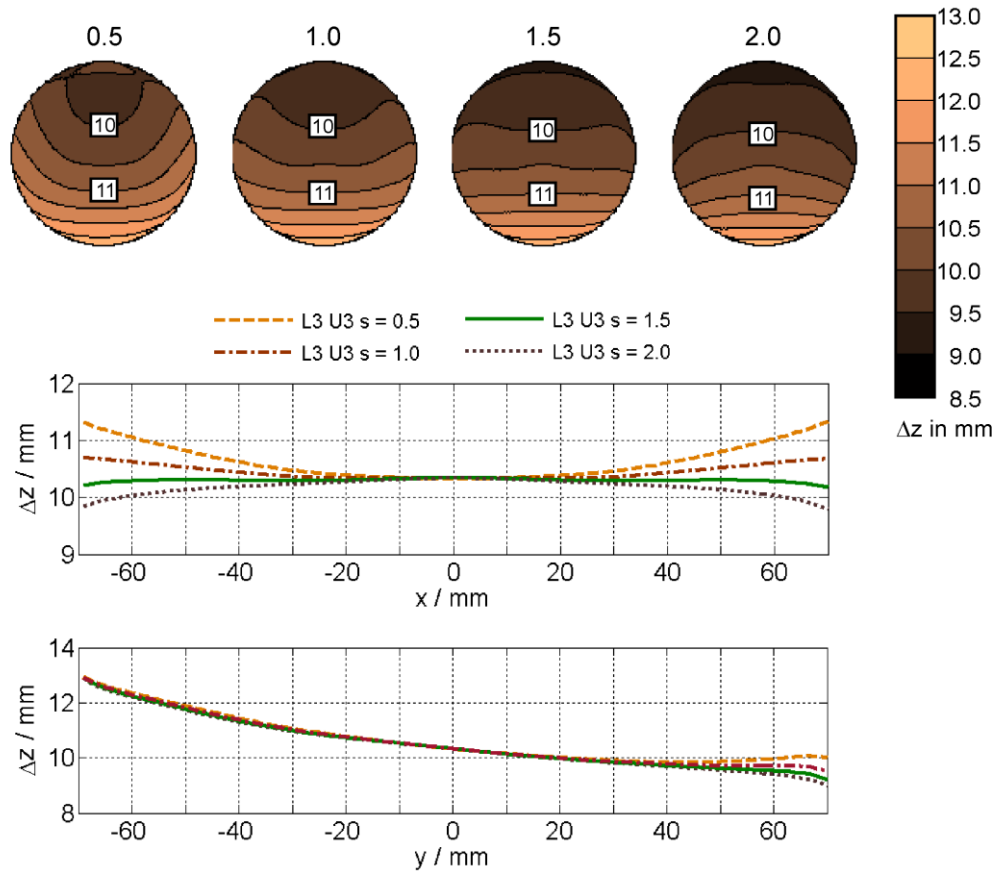 0.5 1.0 1.5 2.0
10 10 10 10
11 11 11 11
13.0
12.5
12.0
11.5
11.0
10.5
10.0
9.5
9.0
8.5
Δz in mm
L3 U3 s = 0.5 L3 U3 s = 1.5
L3 U3 s = 1.0 L3 U3 s = 2.0
12
11
10
9
Δz / mm
-60 -40 -20 0 20 40 60
x / mm
14
12
10
8
Δz / mm
-60 -40 -20 0 20 40 60
y / mm